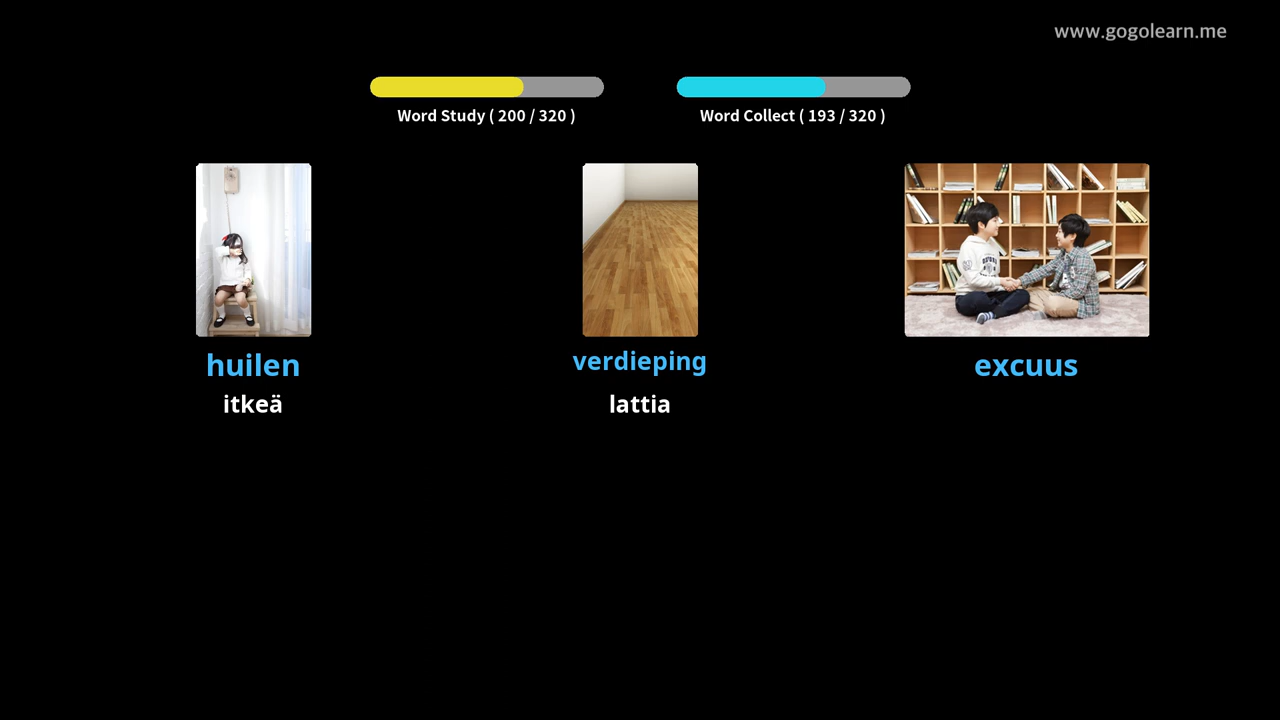 www.gogolearn.me
Word Study ( 200 / 320 )
Word Collect ( 193 / 320 )
huilen
verdieping
excuus
itkeä
lattia